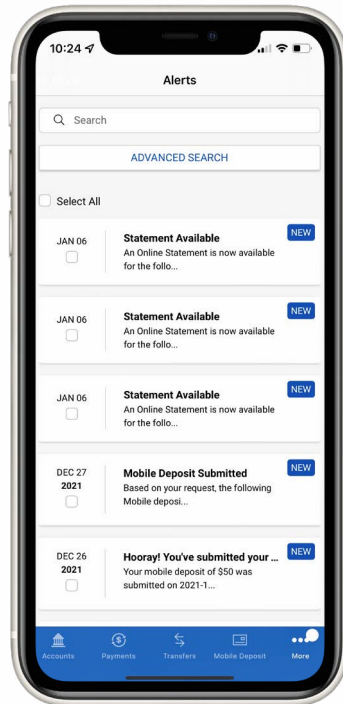 10:24
Alerts
Search
ADVANCED SEARCH
Select All
JAN 06
Statement Available
NEW
An Online Statement is now available
for the follo...
JAN 06
Statement Available
NEW
An Online Statement is now available
for the follo...
JAN 06
Statement Available
NEW
An Online Statement is now available
for the follo...
DEC 27
2021
Mobile Deposit Submitted
NEW
Based on your request, the following
Mobile deposi...
DEC 26
2021
Hooray! You've submitted your ...
NEW
Your mobile deposit of $50 was
submitted on 2021-1...
Accounts
Payments
Transfers
Mobile Deposit
More